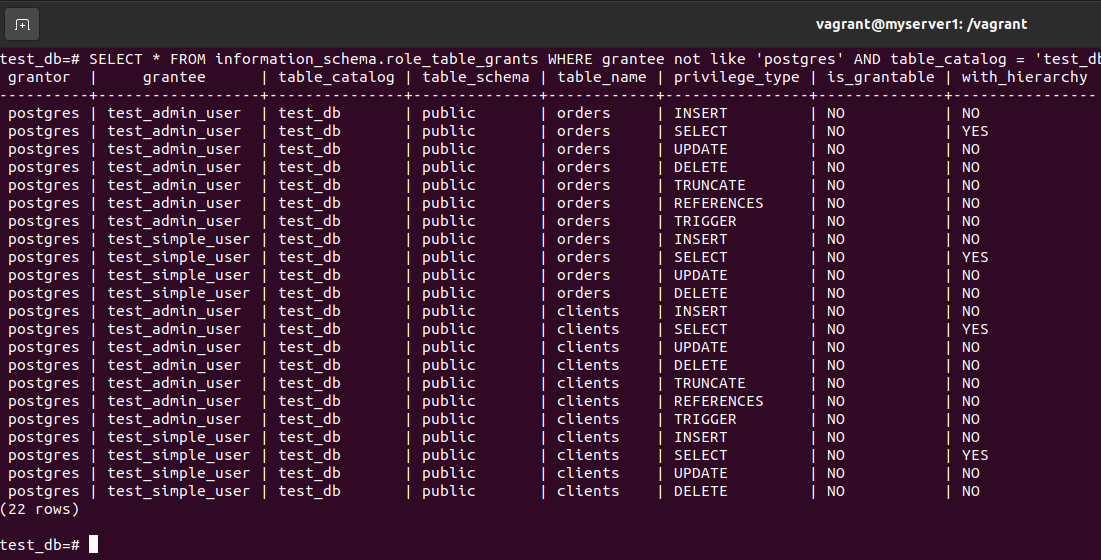 vagrant@myserver1: /vagrant
test_db=# SELECT * FROM information_schema.role_table_grants WHERE grantee not like 'postgres' AND table_catalog = 'test_db
 grantor  |     grantee      | table_catalog | table_schema | table_name | privilege_type | is_grantable | with_hierarchy
----------+------------------+---------------+--------------+------------+----------------+--------------+----------------
 postgres | test_admin_user  | test_db       | public       | orders     | INSERT         | NO           | NO
 postgres | test_admin_user  | test_db       | public       | orders     | SELECT         | NO           | YES
 postgres | test_admin_user  | test_db       | public       | orders     | UPDATE         | NO           | NO
 postgres | test_admin_user  | test_db       | public       | orders     | DELETE         | NO           | NO
 postgres | test_admin_user  | test_db       | public       | orders     | TRUNCATE       | NO           | NO
 postgres | test_admin_user  | test_db       | public       | orders     | REFERENCES     | NO           | NO
 postgres | test_admin_user  | test_db       | public       | orders     | TRIGGER        | NO           | NO
 postgres | test_simple_user | test_db       | public       | orders     | INSERT         | NO           | NO
 postgres | test_simple_user | test_db       | public       | orders     | SELECT         | NO           | YES
 postgres | test_simple_user | test_db       | public       | orders     | UPDATE         | NO           | NO
 postgres | test_simple_user | test_db       | public       | orders     | DELETE         | NO           | NO
 postgres | test_admin_user  | test_db       | public       | clients    | INSERT         | NO           | NO
 postgres | test_admin_user  | test_db       | public       | clients    | SELECT         | NO           | YES
 postgres | test_admin_user  | test_db       | public       | clients    | UPDATE         | NO           | NO
 postgres | test_admin_user  | test_db       | public       | clients    | DELETE         | NO           | NO
 postgres | test_admin_user  | test_db       | public       | clients    | TRUNCATE       | NO           | NO
 postgres | test_admin_user  | test_db       | public       | clients    | REFERENCES     | NO           | NO
 postgres | test_admin_user  | test_db       | public       | clients    | TRIGGER        | NO           | NO
 postgres | test_simple_user | test_db       | public       | clients    | INSERT         | NO           | NO
 postgres | test_simple_user | test_db       | public       | clients    | SELECT         | NO           | YES
 postgres | test_simple_user | test_db       | public       | clients    | UPDATE         | NO           | NO
 postgres | test_simple_user | test_db       | public       | clients    | DELETE         | NO           | NO
(22 rows)
test_db=#